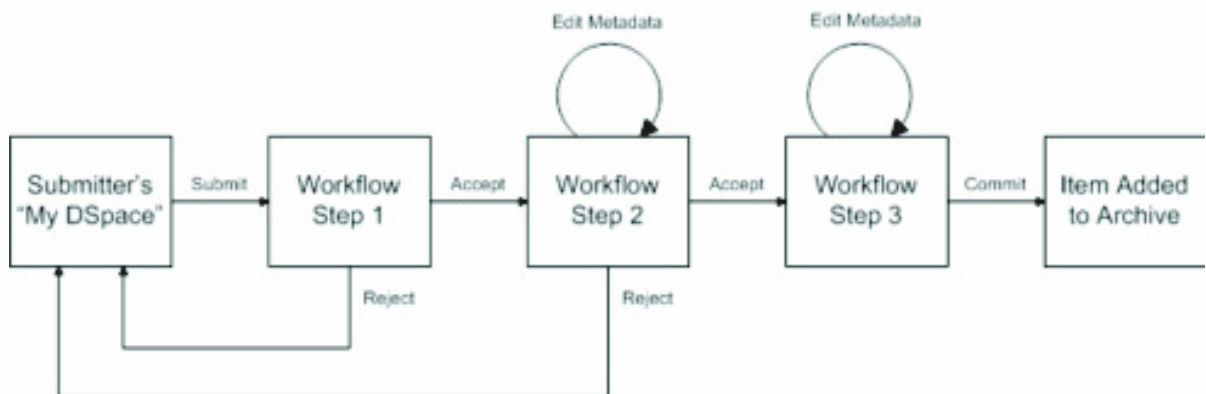 Edit Metadata
Edit Metadata
Submitter's
"My DSpace"
Submit
Workflow
Step 1
Accept
Workflow
Step 2
Accept
Workflow
Step 3
Commit
Item Added
to Archive
Reject
Reject